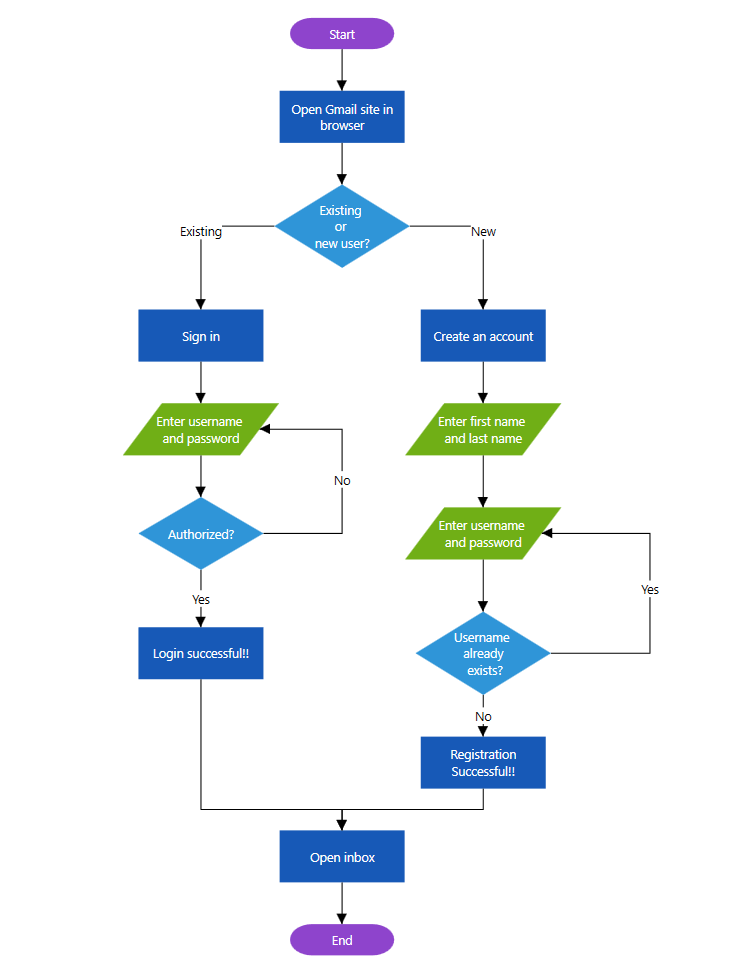 Start
Open Gmail site in
browser
Existing
or
new user?
Existing
New
Sign in
Create an account
Enter username
and password
Enter first name
and last name
No
Authorized?
Enter username
and password
Yes
Yes
Login successful!!
Username
already
exists?
No
Registration
Successful!!
Open inbox
End